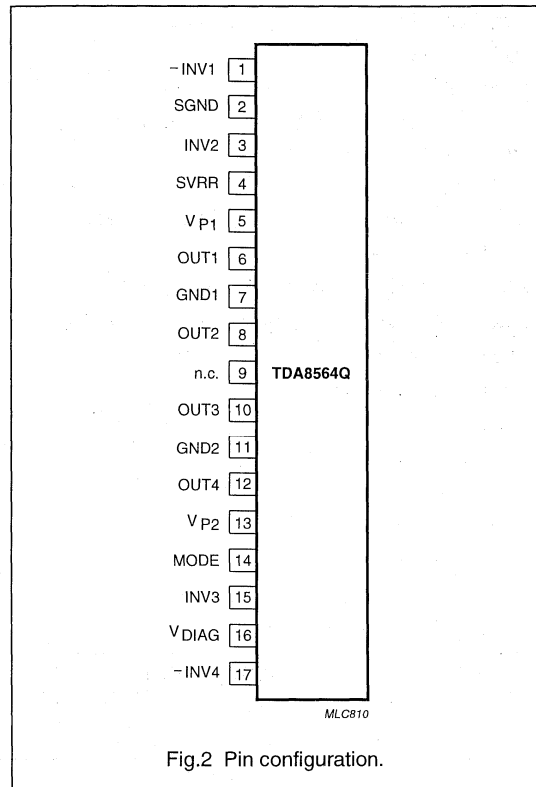 −INV1 1
SGND 2
INV2 3
SVRR 4
VP1 5
OUT1 6
GND1 7
OUT2 8
n.c. 9 TDA8564Q
OUT3 10
GND2 11
OUT4 12
VP2 13
MODE 14
INV3 15
VDIAG 16
−INV4 17
MLC810
Fig.2 Pin configuration.